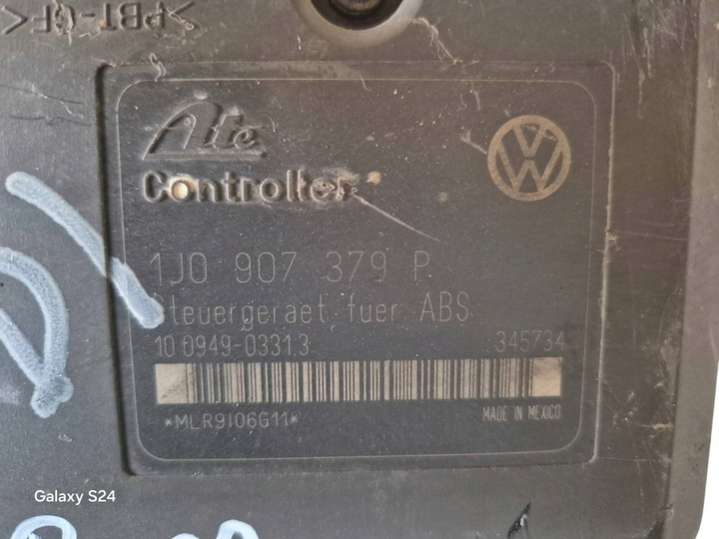 >PBT-GF<
Ate
Controller
1J0 907 379 P
Steuergeraet fuer ABS
10.0949-0331.3 345734
*MLR9I06G11*
MADE IN MEXICO
Galaxy S24